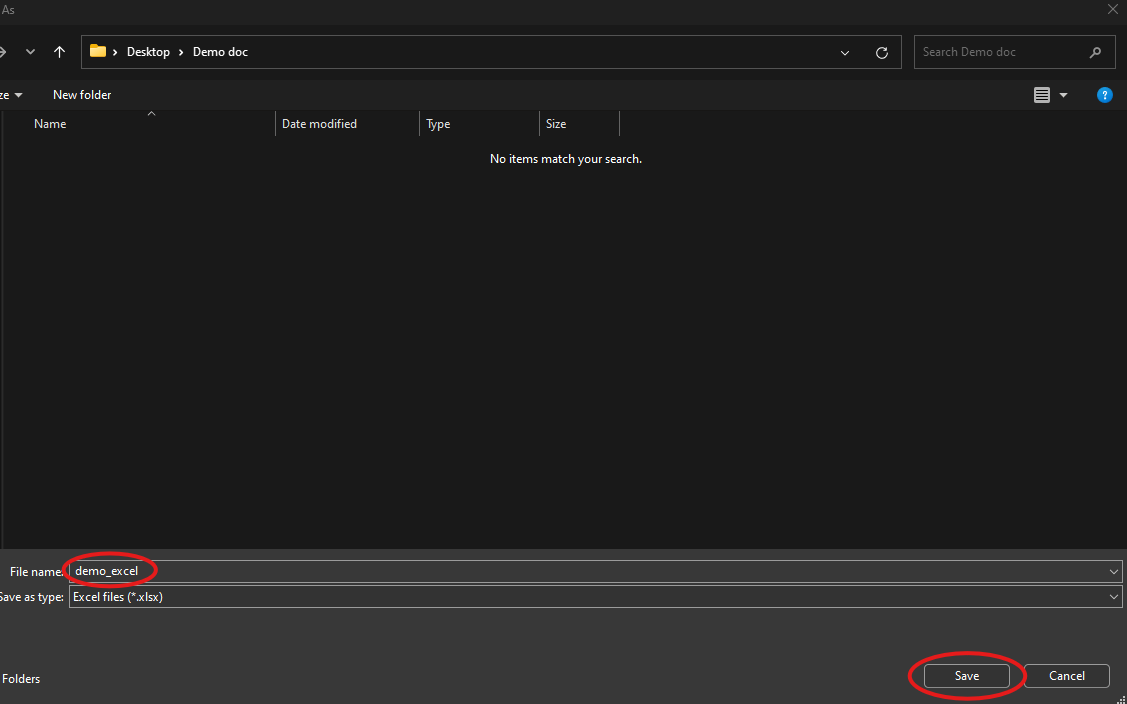 As
Desktop > Demo doc
Search Demo doc
ze
New folder
Name
Date modified
Type
Size
No items match your search.
File name: demo_excel
Save as type: Excel files (*.xlsx)
Folders
Save
Cancel